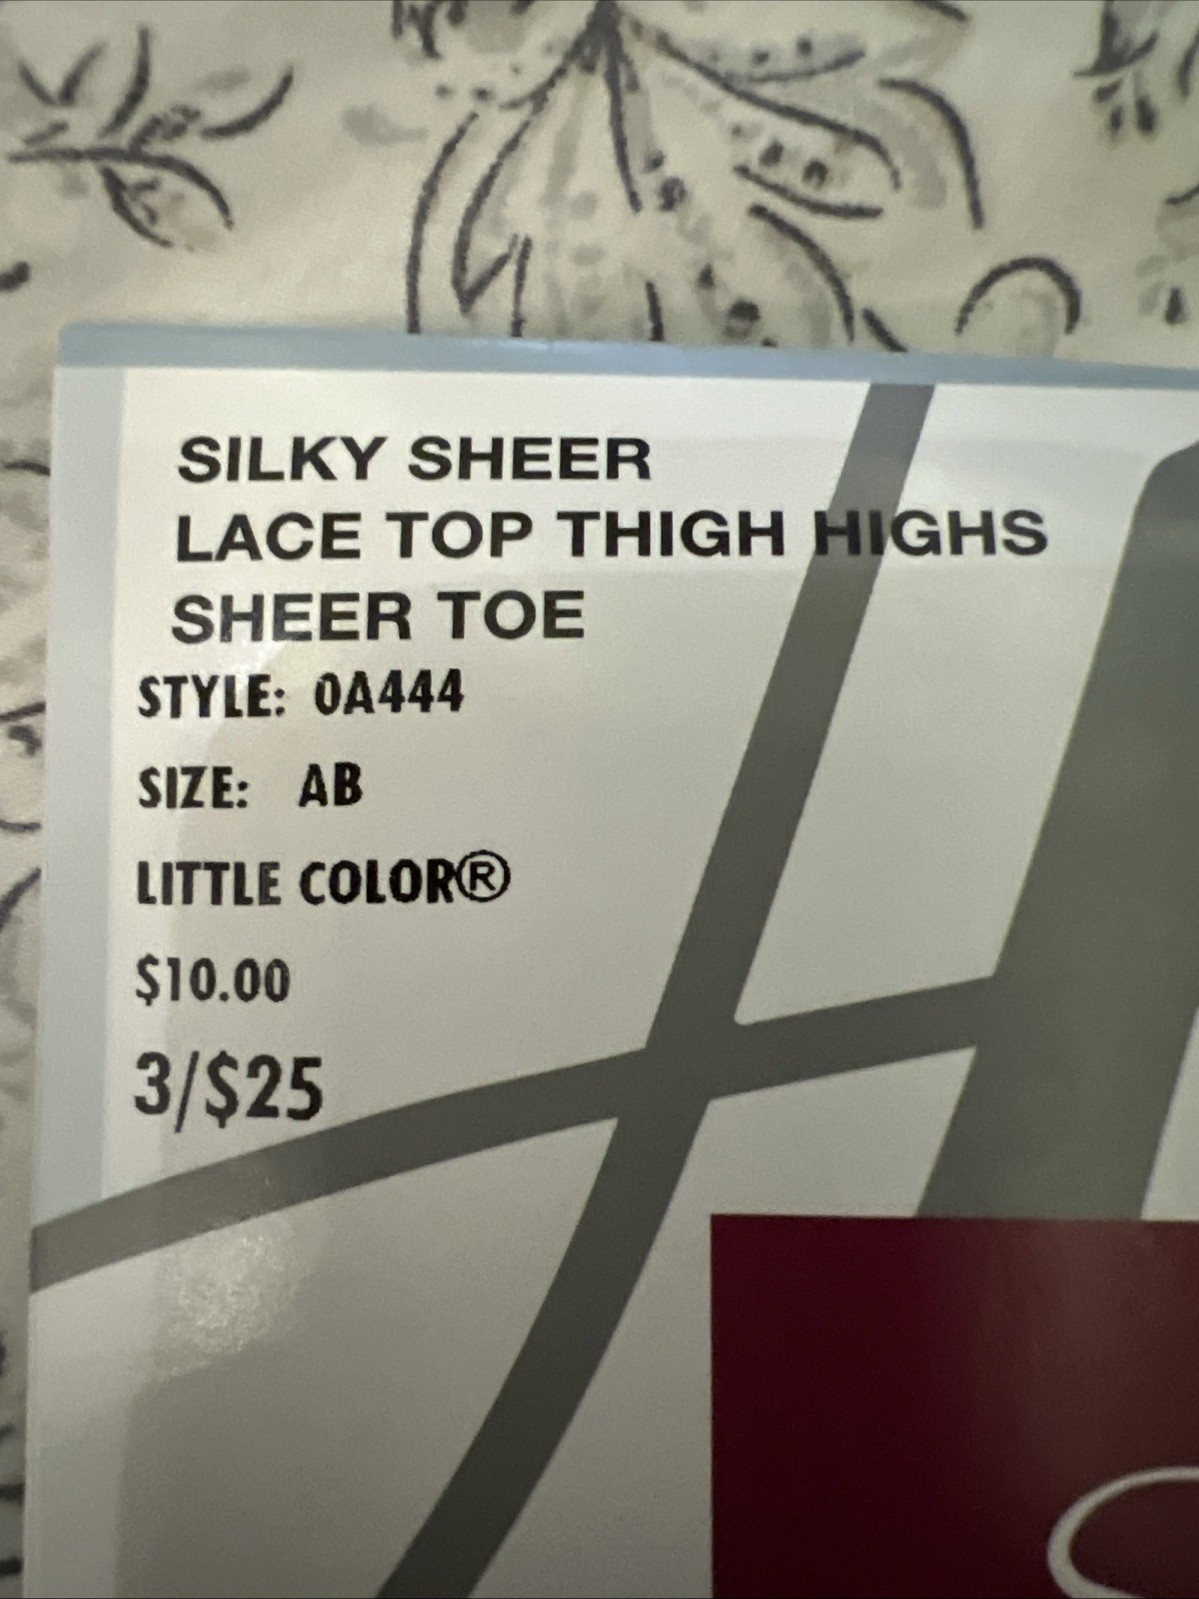 SILKY SHEER
LACE TOP THIGH HIGHS
SHEER TOE
STYLE: 0A444
SIZE: AB
LITTLE COLOR®
$10.00
3/$25